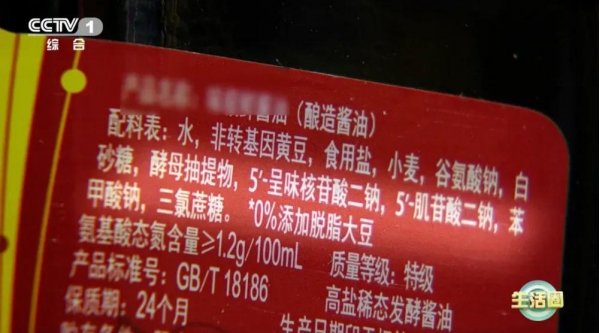 CCTV 1
综合
酱油（酿造酱油）
配料表：水，非转基因黄豆，食用盐，小麦，谷氨酸钠，白
砂糖，酵母抽提物，5′-呈味核苷酸二钠，5′-肌苷酸二钠，苯
甲酸钠，三氯蔗糖。*0%添加脱脂大豆
氨基酸态氮含量≥1.2g/100mL 质量等级：特级
产品标准号：GB/T 18186 高盐稀态发酵酱油
保质期：24个月
生活圈